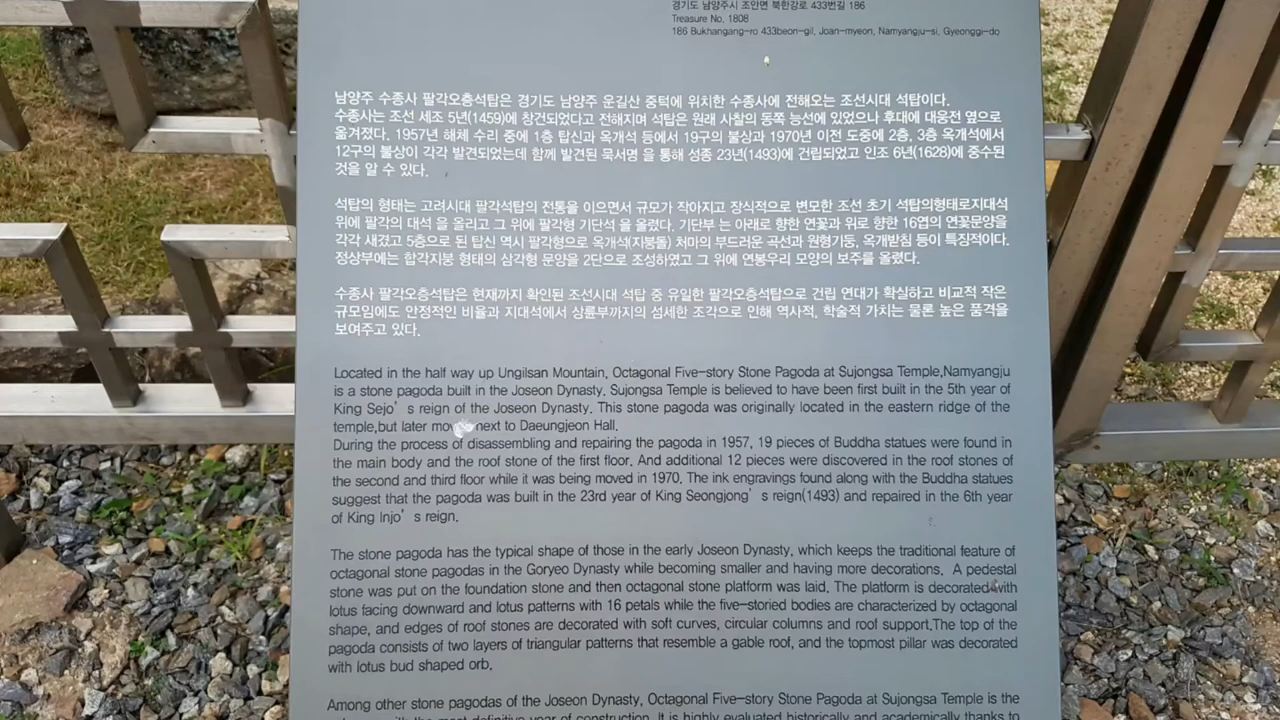 경기도 남양주시 조안면 북한강로 433번길 186
Treasure No. 1808
186 Bukhangang-ro 433beon-gil, Joan-myeon, Namyangju-si, Gyeonggi-do
남양주 수종사 팔각오층석탑은 경기도 남양주 운길산 중턱에 위치한 수종사에 전해오는 조선시대 석탑이다.
수종사는 조선 세조 5년(1459)에 창건되었다고 전해지며 석탑은 원래 사찰의 동쪽 능선에 있었으나 후대에 대웅전 옆으로
옮겨졌다. 1957년 해체 수리 중에 1층 탑신과 옥개석 등에서 19구의 불상과 1970년 이전 도중에 2층, 3층 옥개석에서
12구의 불상이 각각 발견되었는데 함께 발견된 묵서명 을 통해 성종 23년(1493)에 건립되었고 인조 6년(1628)에 중수된
것을 알 수 있다.
석탑의 형태는 고려시대 팔각석탑의 전통을 이으면서 규모가 작아지고 장식적으로 변모한 조선 초기 석탑의형태로지대석
위에 팔각의 대석 을 올리고 그 위에 팔각형 기단석 을 올렸다. 기단부 는 아래로 향한 연꽃과 위로 향한 16엽의 연꽃문양을
각각 새겼고 5층으로 된 탑신 역시 팔각형으로 옥개석(지붕돌) 처마의 부드러운 곡선과 원형기둥, 옥개받침 등이 특징적이다.
정상부에는 합각지붕 형태의 삼각형 문양을 2단으로 조성하였고 그 위에 연봉우리 모양의 보주를 올렸다.
수종사 팔각오층석탑은 현재까지 확인된 조선시대 석탑 중 유일한 팔각오층석탑으로 건립 연대가 확실하고 비교적 작은
규모임에도 안정적인 비율과 지대석에서 상륜부까지의 섬세한 조각으로 인해 역사적, 학술적 가치는 물론 높은 품격을
보여주고 있다.
Located in the half way up Ungilsan Mountain, Octagonal Five-story Stone Pagoda at Sujongsa Temple,Namyangju
is a stone pagoda built in the Joseon Dynasty. Sujongsa Temple is believed to have been first built in the 5th year of
King Sejo's reign of the Joseon Dynasty. This stone pagoda was originally located in the eastern ridge of the
temple,but later next to Daeungjeon Hall.
During the process of disassembling and repairing the pagoda in 1957, 19 pieces of Buddha statues were found in
the main body and the roof stone of the first floor. And additional 12 pieces were discovered in the roof stones of
the second and third floor while it was being moved in 1970. The ink engravings found along with the Buddha statues
suggest that the pagoda was built in the 23rd year of King Seongjong's reign(1493) and repaired in the 6th year
of King Injo's reign.
The stone pagoda has the typical shape of those in the early Joseon Dynasty, which keeps the traditional feature of
octagonal stone pagodas in the Goryeo Dynasty while becoming smaller and having more decorations. A pedestal
stone was put on the foundation stone and then octagonal stone platform was laid. The platform is decorated with
lotus facing downward and lotus patterns with 16 petals while the five-storied bodies are characterized by octagonal
shape, and edges of roof stones are decorated with soft curves, circular columns and roof support.The top of the
pagoda consists of two layers of triangular patterns that resemble a gable roof, and the topmost pillar was decorated
with lotus bud shaped orb.
Among other stone pagodas of the Joseon Dynasty, Octagonal Five-story Stone Pagoda at Sujongsa Temple is the
with the most definitive year of construction. It is highly evaluated historically and academically thanks to